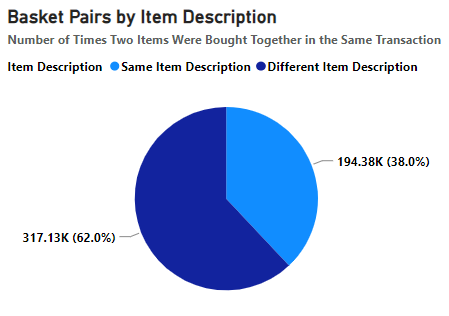 Basket Pairs by Item Description
Number of Times Two Items Were Bought Together in the Same Transaction
Item Description Same Item Description Different Item Description
194.38K (38.0%)
317.13K (62.0%)